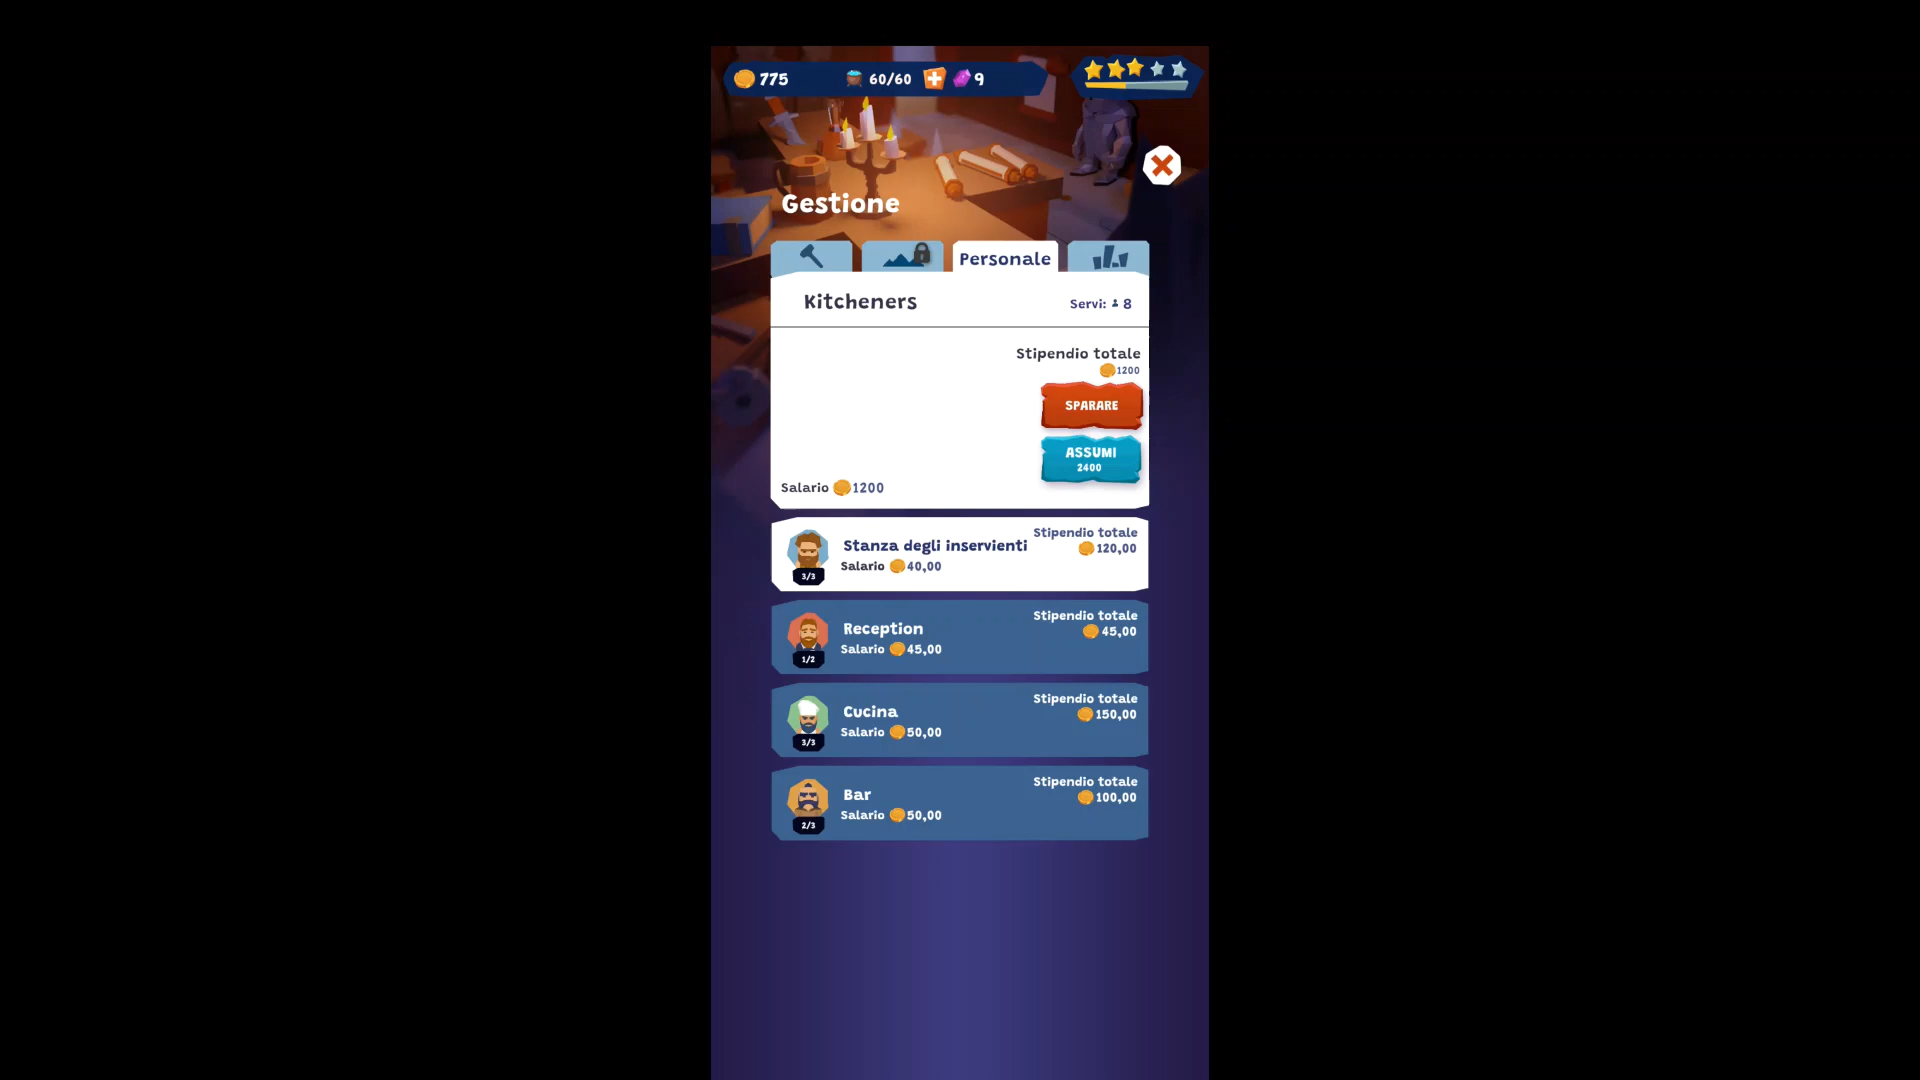 775
60/60
9
Gestione
Personale
Kitcheners
Servi: 8
Stipendio totale
1200
SPARARE
ASSUMI
2400
Salario 1200
Stanza degli inservienti
Salario 40,00
Stipendio totale
120,00
3/3
Reception
Salario 45,00
Stipendio totale
45,00
1/2
Cucina
Salario 50,00
Stipendio totale
150,00
3/3
Bar
Salario 50,00
Stipendio totale
100,00
2/3